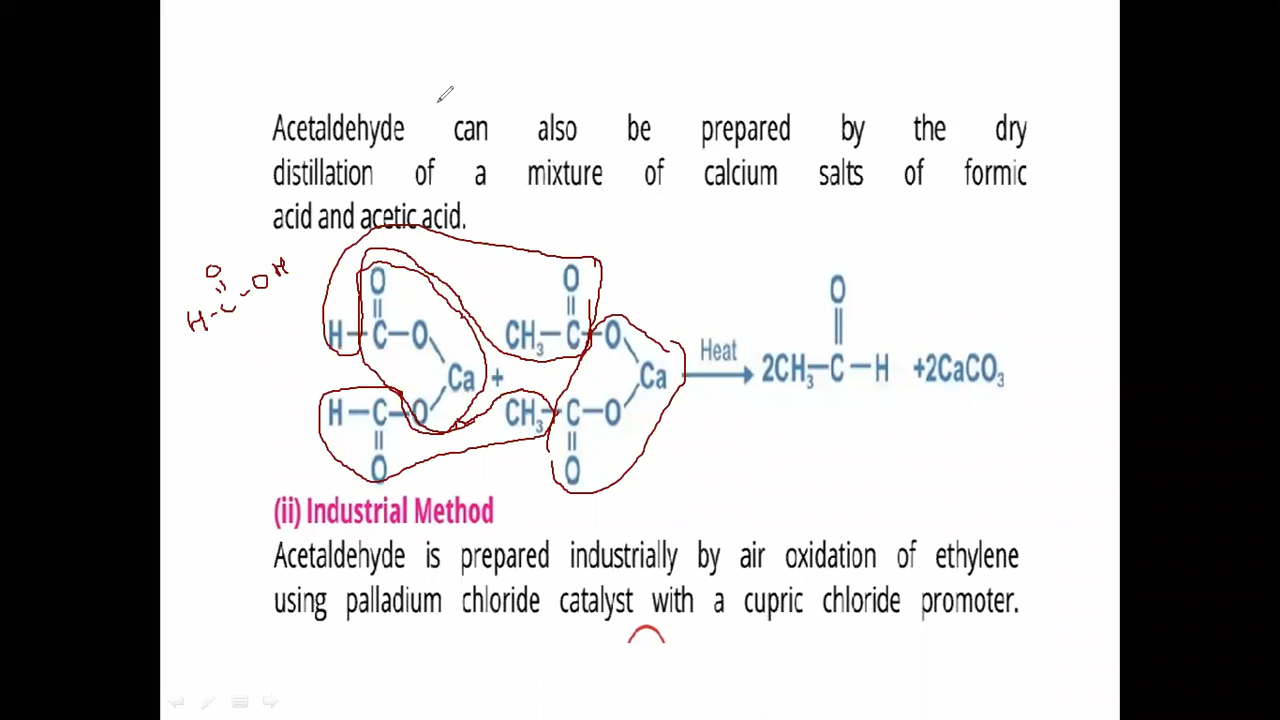 Acetaldehyde can also be prepared by the dry
distillation of a mixture of calcium salts of formic
acid and acetic acid.
O
||
H-C-OH
O O
|| ||
H—C—O CH₃—C—O
Ca + Ca Heat 2CH₃—C—H +2CaCO₃
|| O
H—C—O CH₃—C—O
|| ||
O O
(ii) Industrial Method
Acetaldehyde is prepared industrially by air oxidation of ethylene
using palladium chloride catalyst with a cupric chloride promoter.